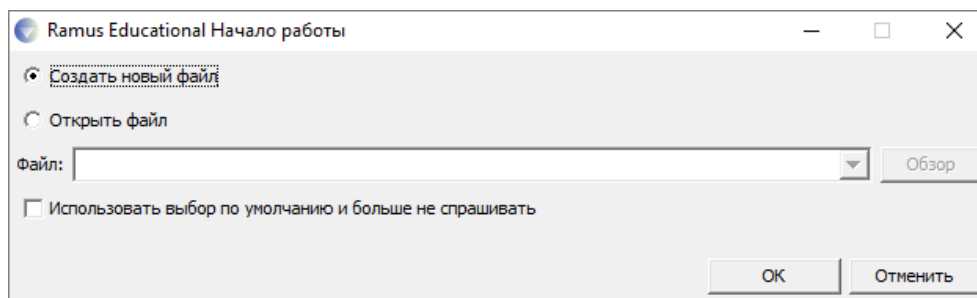 Ramus Educational Начало работы
Создать новый файл
Открыть файл
Файл:
Обзор
Использовать выбор по умолчанию и больше не спрашивать
OK
Отменить